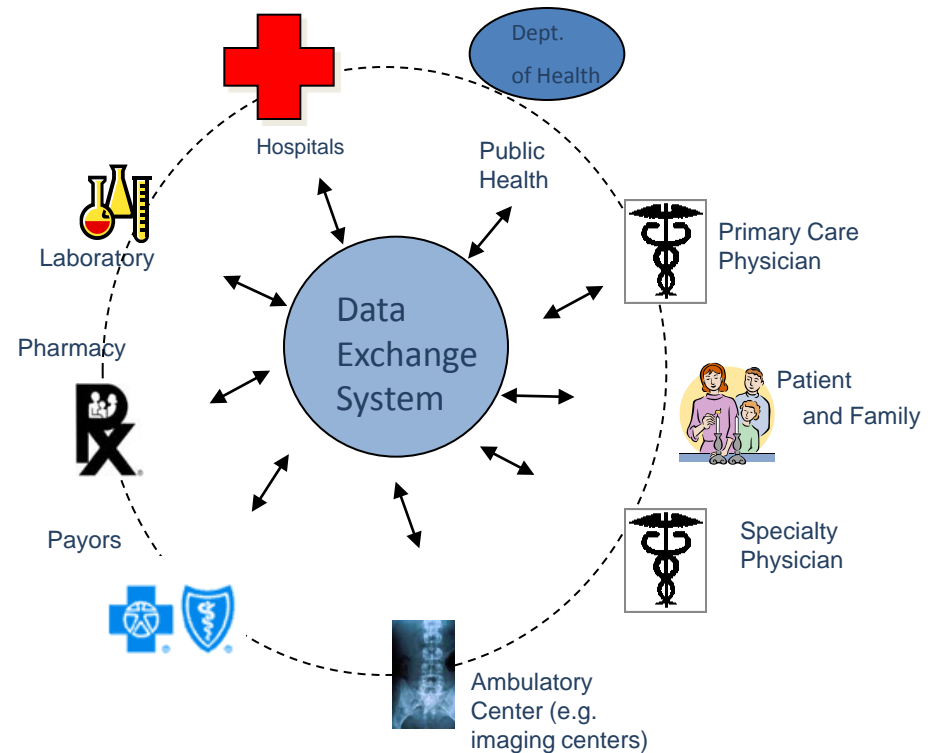 Dept.
of Health
Hospitals
Public
Health
Laboratory
Primary Care
Physician
Data
Exchange
System
Pharmacy
Rx
Patient
and Family
Payors
Specialty
Physician
Ambulatory
Center (e.g.
imaging centers)